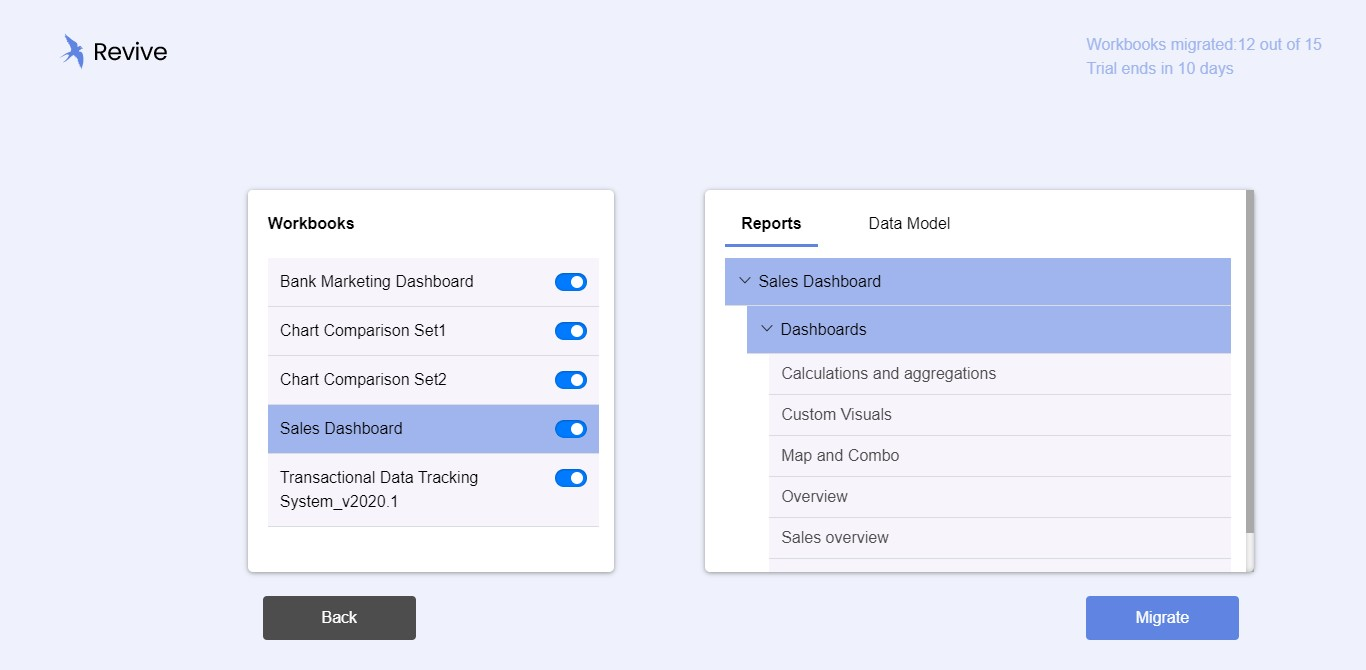 Revive
Workbooks migrated:12 out of 15
Trial ends in 10 days
Workbooks
Bank Marketing Dashboard
Chart Comparison Set1
Chart Comparison Set2
Sales Dashboard
Transactional Data Tracking
System_v2020.1
Reports
Data Model
Sales Dashboard
Dashboards
Calculations and aggregations
Custom Visuals
Map and Combo
Overview
Sales overview
Back
Migrate